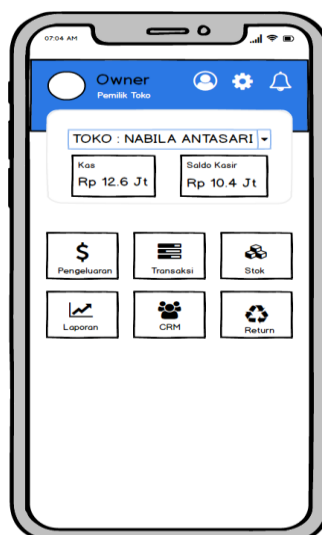 07:04 AM
Owner
Pemilik Toko
TOKO : NABILA ANTASARI
Kas
Rp 12.6 Jt
Saldo Kasir
Rp 10.4 Jt
$
Pengeluaran
Transaksi
Stok
Laporan
CRM
Return